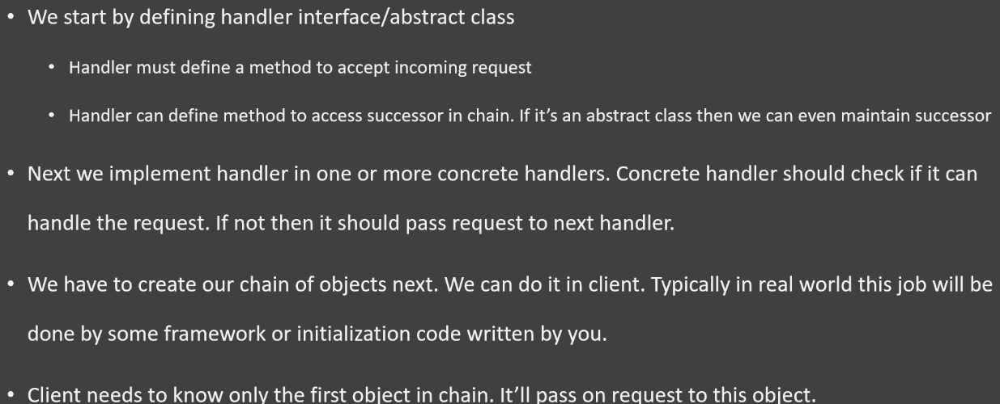 • We start by defining handler interface/abstract class
• Handler must define a method to accept incoming request
• Handler can define method to access successor in chain. If it’s an abstract class then we can even maintain successor
• Next we implement handler in one or more concrete handlers. Concrete handler should check if it can
handle the request. If not then it should pass request to next handler.
• We have to create our chain of objects next. We can do it in client. Typically in real world this job will be
done by some framework or initialization code written by you.
• Client needs to know only the first object in chain. It’ll pass on request to this object.